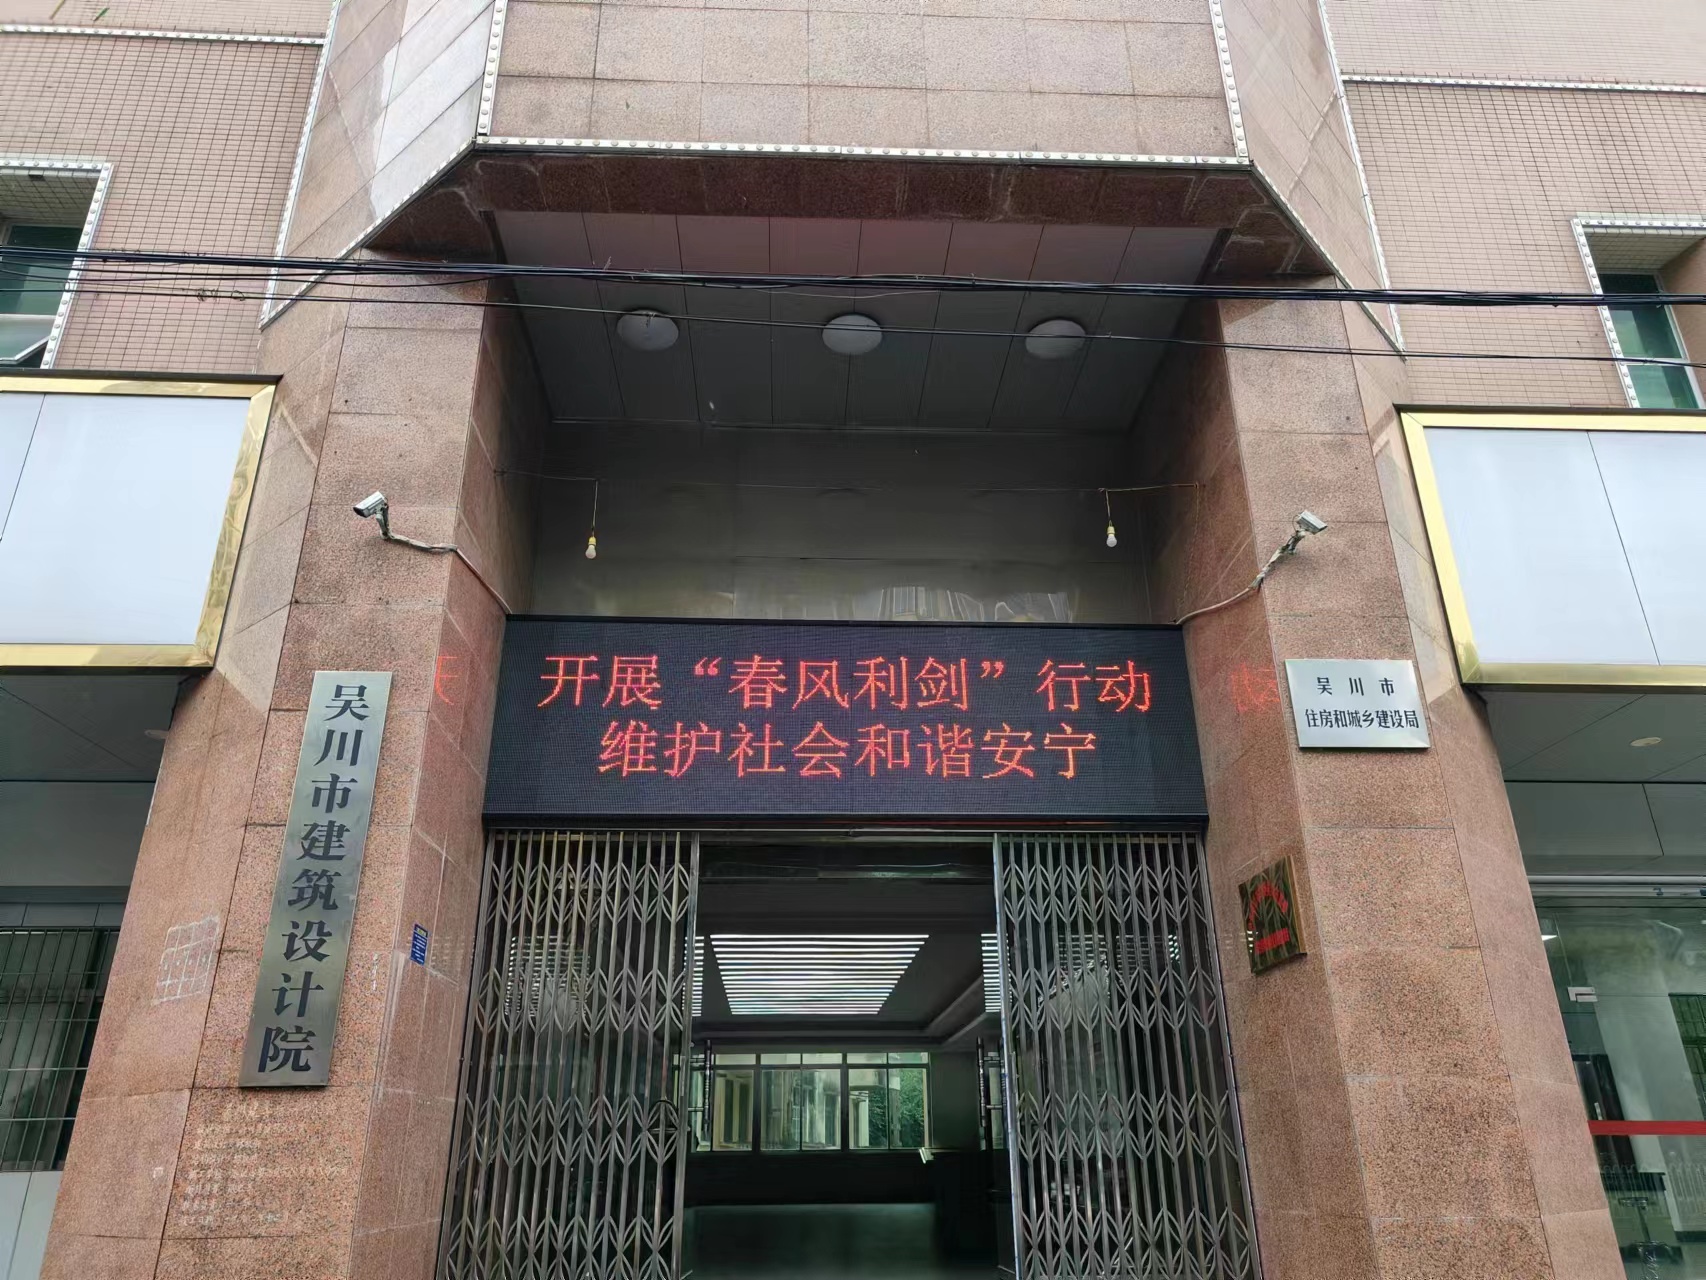 开展“春风利剑”行动
维护社会和谐安宁
吴川市建筑设计院
吴川市
住房和城乡建设局